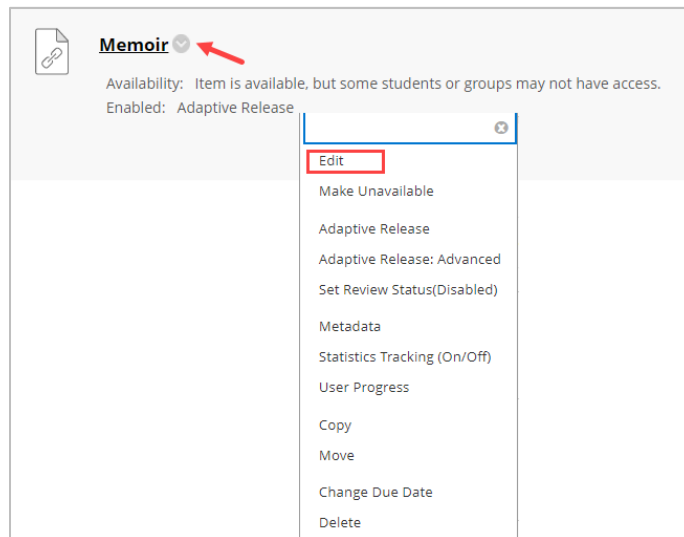 Memoir
Availability: Item is available, but some students or groups may not have access.
Enabled: Adaptive Release
Edit
Make Unavailable
Adaptive Release
Adaptive Release: Advanced
Set Review Status(Disabled)
Metadata
Statistics Tracking (On/Off)
User Progress
Copy
Move
Change Due Date
Delete